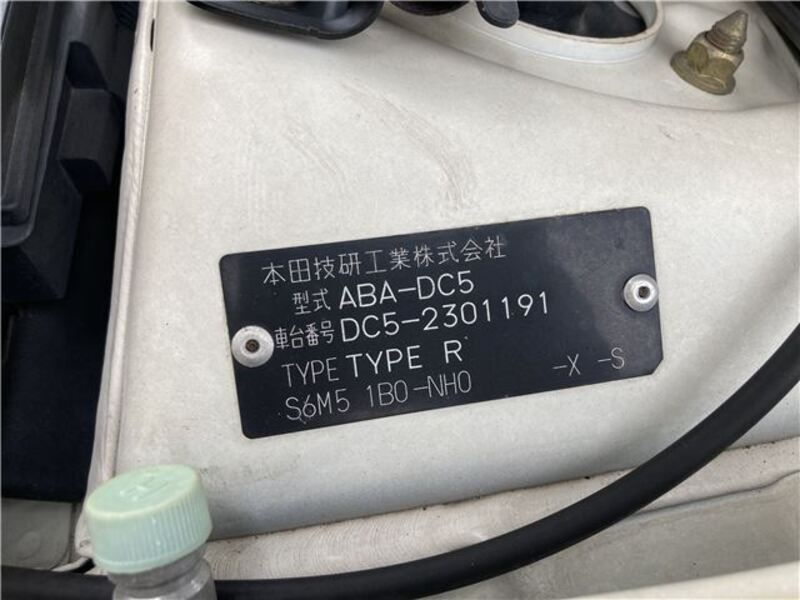 本田技研工業株式会社
型式 ABA-DC5
車台番号 DC5-2301191
TYPE TYPE R
S6M5 1B0-NH0 -X -S